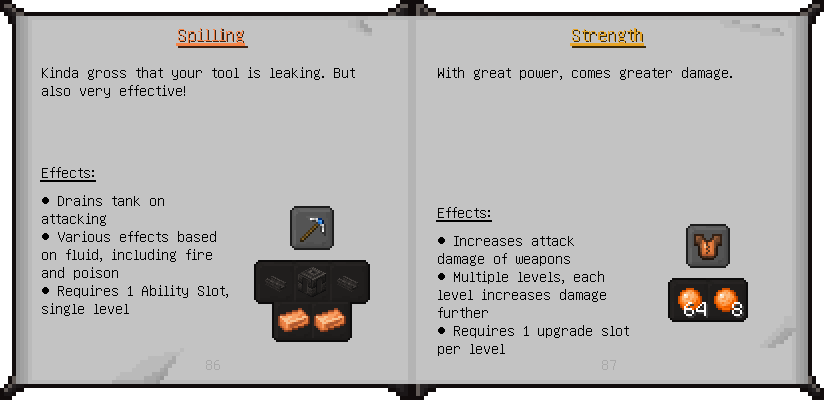 Spilling
Kinda gross that your tool is leaking. But
also very effective!
Effects:
● Drains tank on
attacking
● Various effects based
on fluid, including fire
and poison
● Requires 1 Ability Slot,
single level
86
Strength
With great power, comes greater damage.
Effects:
● Increases attack
damage of weapons
● Multiple levels, each
level increases damage
further
● Requires 1 upgrade slot
per level
64
8
87